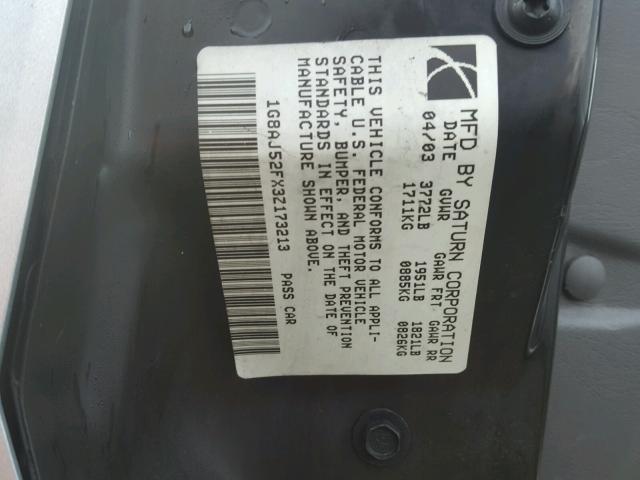 MFD BY SATURN CORPORATION
DATE GVWR GAWR FRT GAWR RR
04/03 3772LB 1951LB 1821LB
1711KG 0885KG 0826KG
THIS VEHICLE CONFORMS TO ALL APPLI-
CABLE U.S. FEDERAL MOTOR VEHICLE
SAFETY, BUMPER, AND THEFT PREVENTION
STANDARDS IN EFFECT ON THE DATE OF
MANUFACTURE SHOWN ABOVE.
1G8AJ52FX3Z173213 PASS CAR